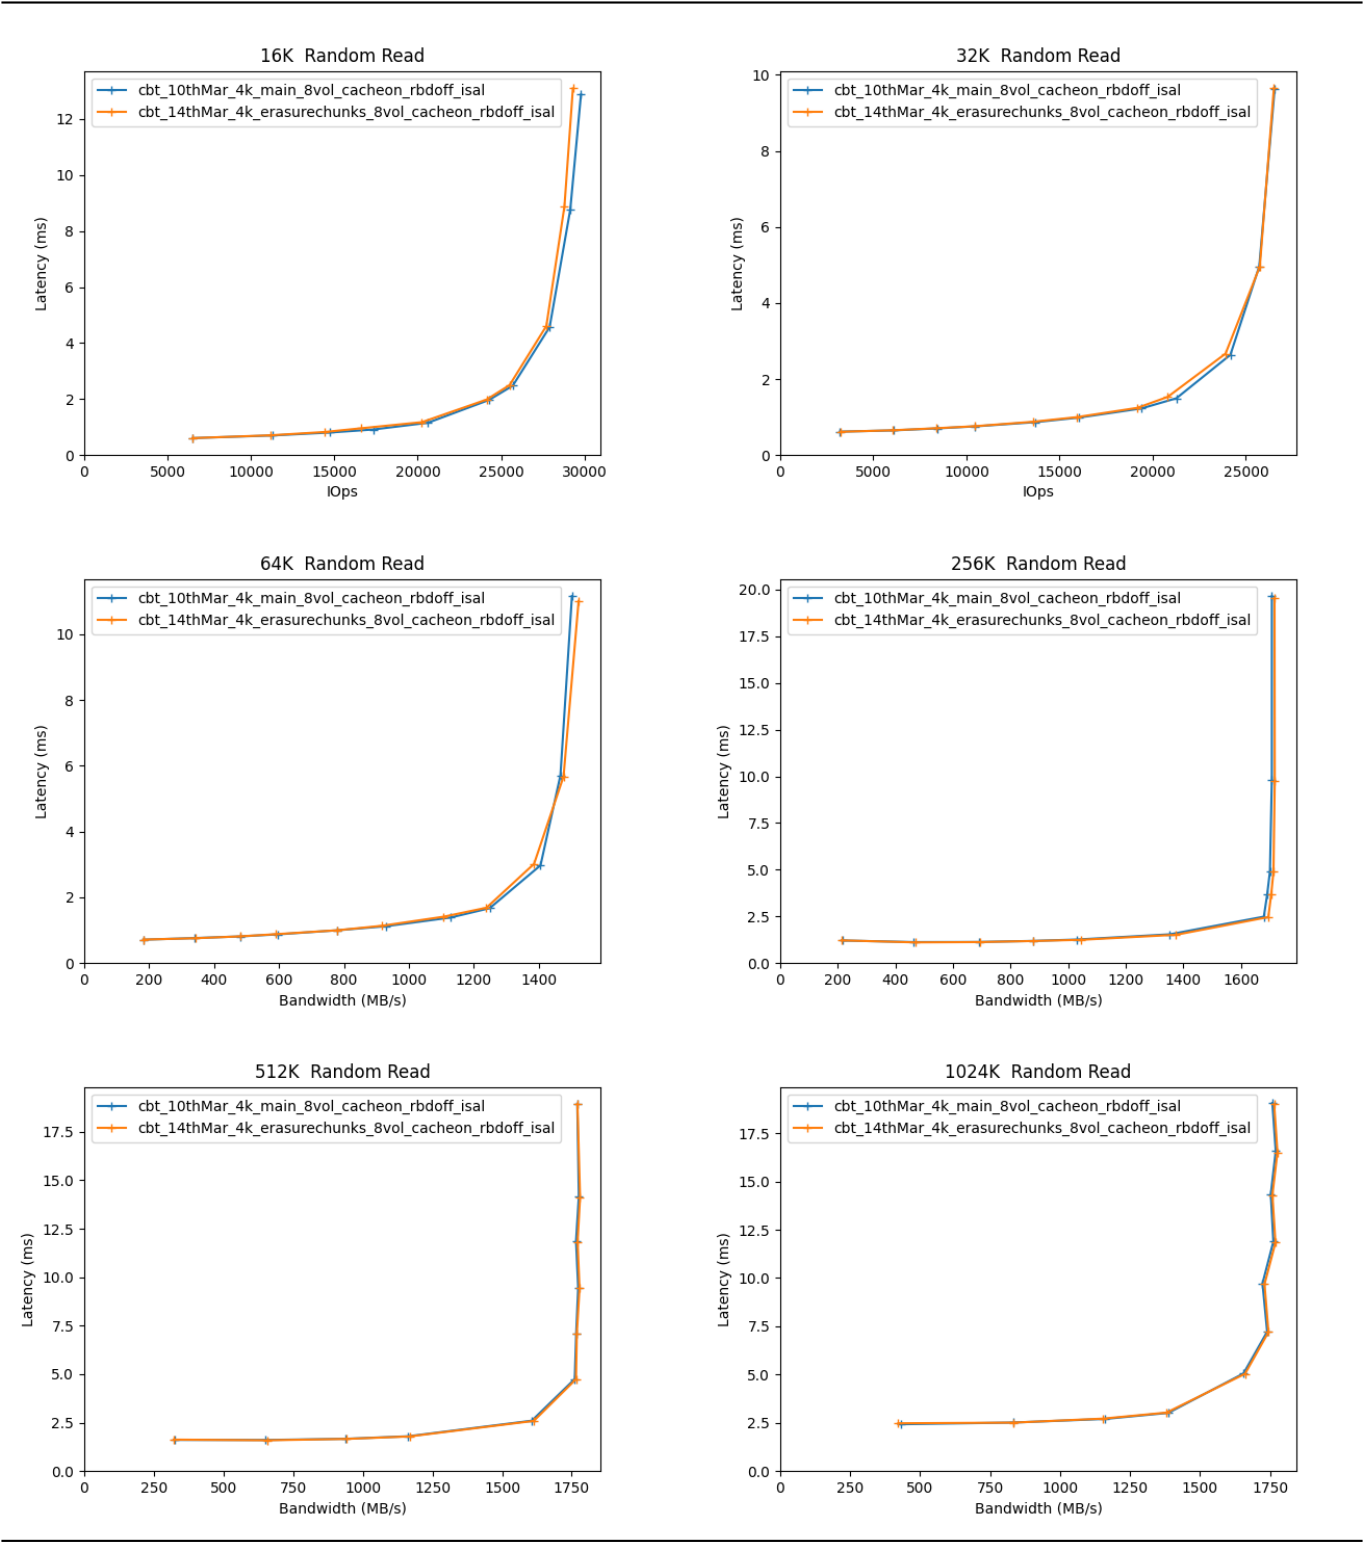 16K  Random Read
cbt_10thMar_4k_main_8vol_cacheon_rbdoff_isal
cbt_14thMar_4k_erasurechunks_8vol_cacheon_rbdoff_isal
Latency (ms)
12
10
8
6
4
2
0
0 5000 10000 15000 20000 25000 30000
IOps
32K  Random Read
cbt_10thMar_4k_main_8vol_cacheon_rbdoff_isal
cbt_14thMar_4k_erasurechunks_8vol_cacheon_rbdoff_isal
Latency (ms)
10
8
6
4
2
0
0 5000 10000 15000 20000 25000
IOps
64K  Random Read
cbt_10thMar_4k_main_8vol_cacheon_rbdoff_isal
cbt_14thMar_4k_erasurechunks_8vol_cacheon_rbdoff_isal
Latency (ms)
10
8
6
4
2
0
0 200 400 600 800 1000 1200 1400
Bandwidth (MB/s)
256K  Random Read
cbt_10thMar_4k_main_8vol_cacheon_rbdoff_isal
cbt_14thMar_4k_erasurechunks_8vol_cacheon_rbdoff_isal
Latency (ms)
20.0
17.5
15.0
12.5
10.0
7.5
5.0
2.5
0.0
0 200 400 600 800 1000 1200 1400 1600
Bandwidth (MB/s)
512K  Random Read
cbt_10thMar_4k_main_8vol_cacheon_rbdoff_isal
cbt_14thMar_4k_erasurechunks_8vol_cacheon_rbdoff_isal
Latency (ms)
17.5
15.0
12.5
10.0
7.5
5.0
2.5
0.0
0 250 500 750 1000 1250 1500 1750
Bandwidth (MB/s)
1024K  Random Read
cbt_10thMar_4k_main_8vol_cacheon_rbdoff_isal
cbt_14thMar_4k_erasurechunks_8vol_cacheon_rbdoff_isal
Latency (ms)
17.5
15.0
12.5
10.0
7.5
5.0
2.5
0.0
0 250 500 750 1000 1250 1500 1750
Bandwidth (MB/s)